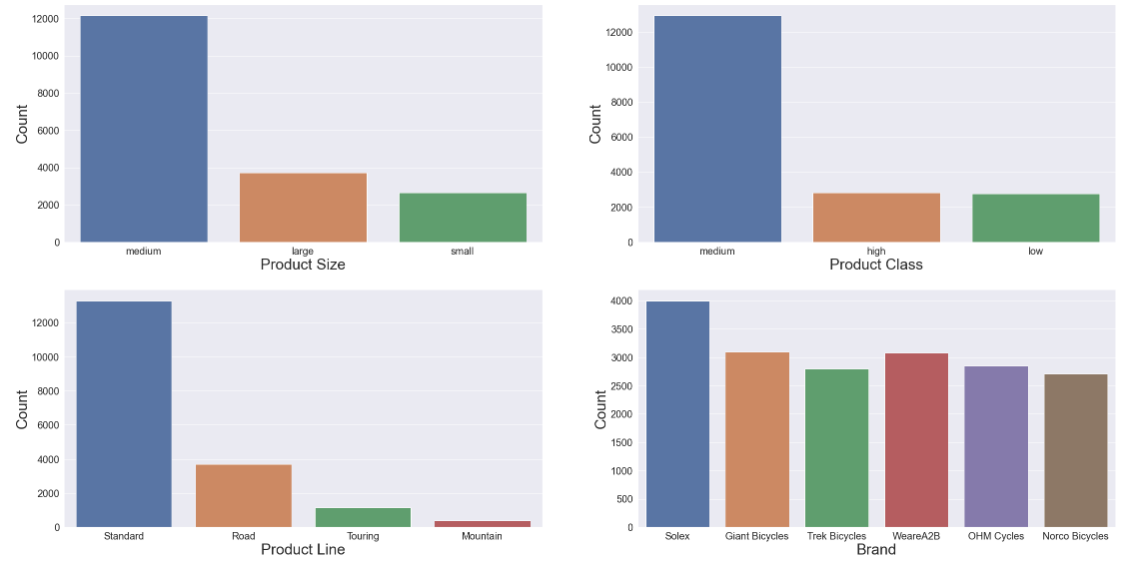 12000
10000
8000
6000
4000
2000
0
Count
medium large small
Product Size
12000
10000
8000
6000
4000
2000
0
Count
medium high low
Product Class
12000
10000
8000
6000
4000
2000
0
Count
Standard Road Touring Mountain
Product Line
4000
3500
3000
2500
2000
1500
1000
500
0
Count
Solex Giant Bicycles Trek Bicycles WeareA2B OHM Cycles Norco Bicycles
Brand